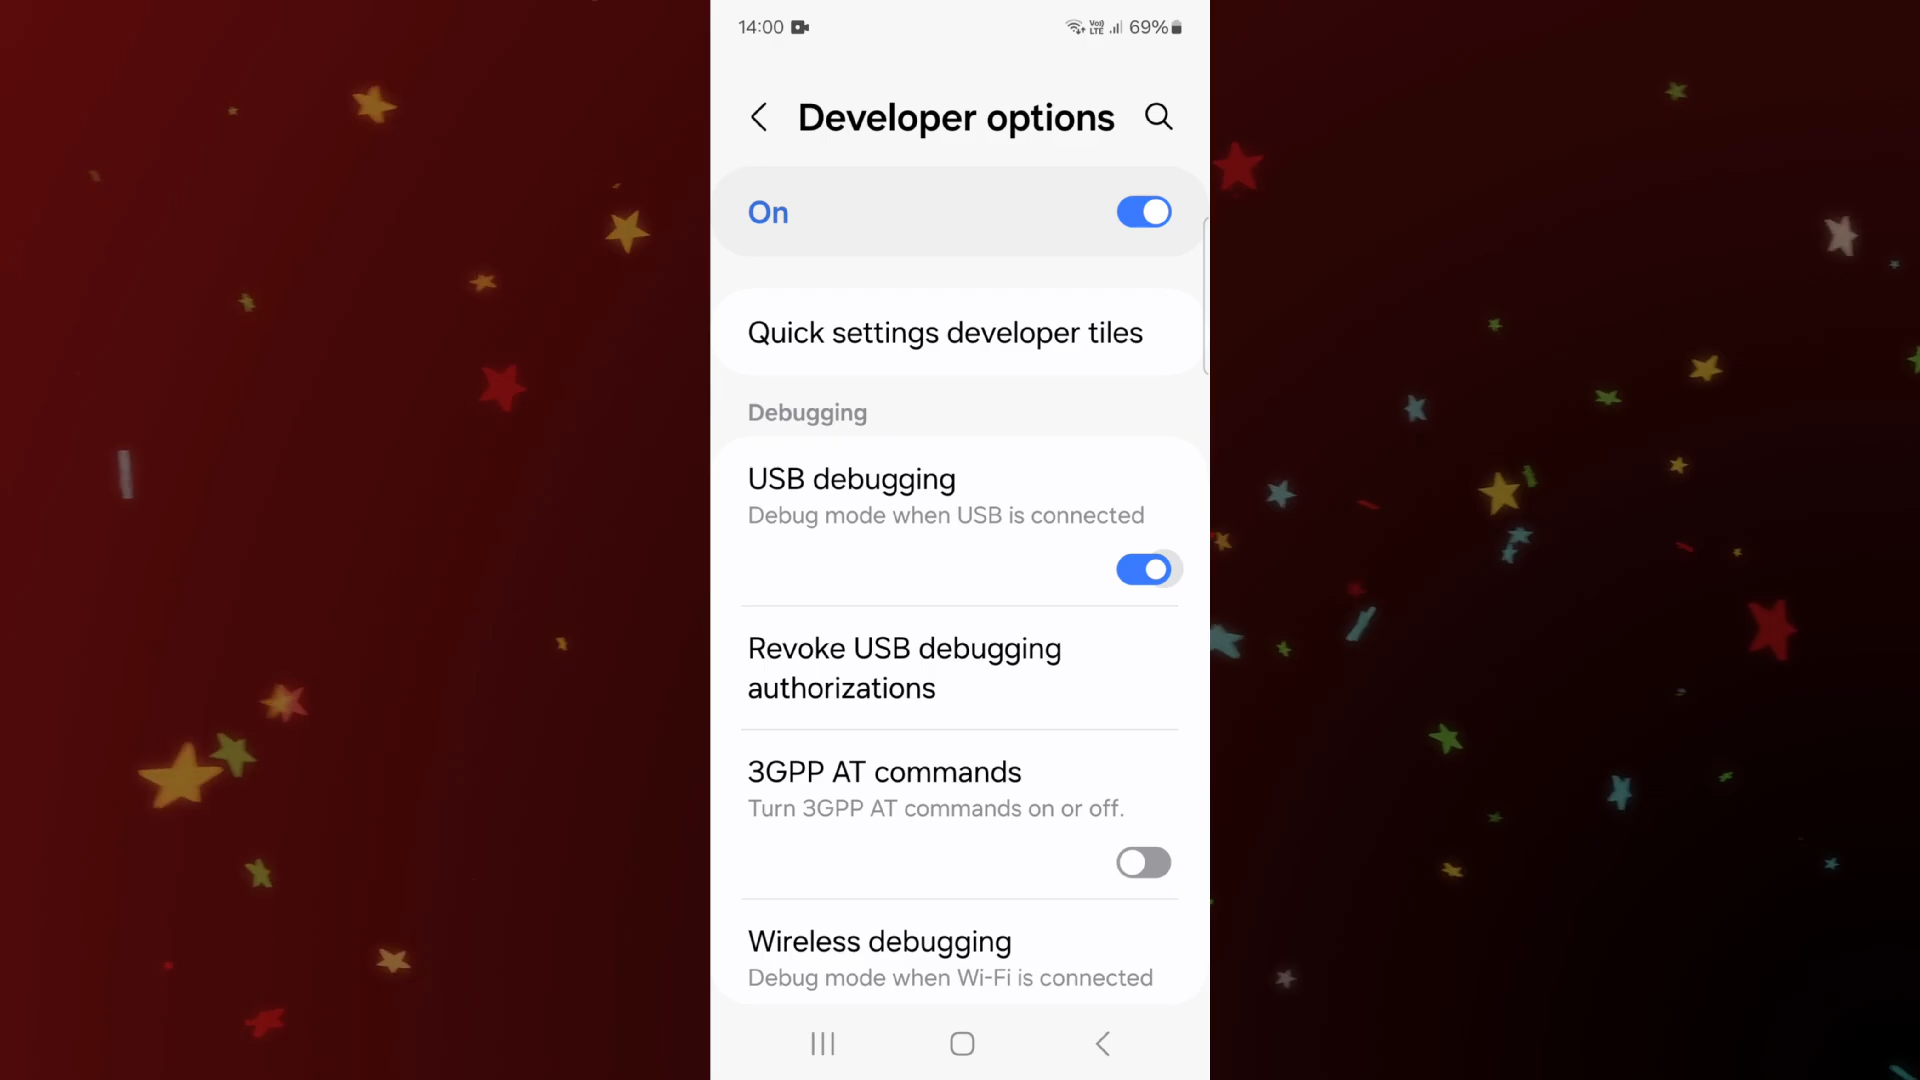 14:00 Vo)) LTE 69%
Developer options
On
Quick settings developer tiles
Debugging
USB debugging
Debug mode when USB is connected
Revoke USB debugging
authorizations
3GPP AT commands
Turn 3GPP AT commands on or off.
Wireless debugging
Debug mode when Wi-Fi is connected